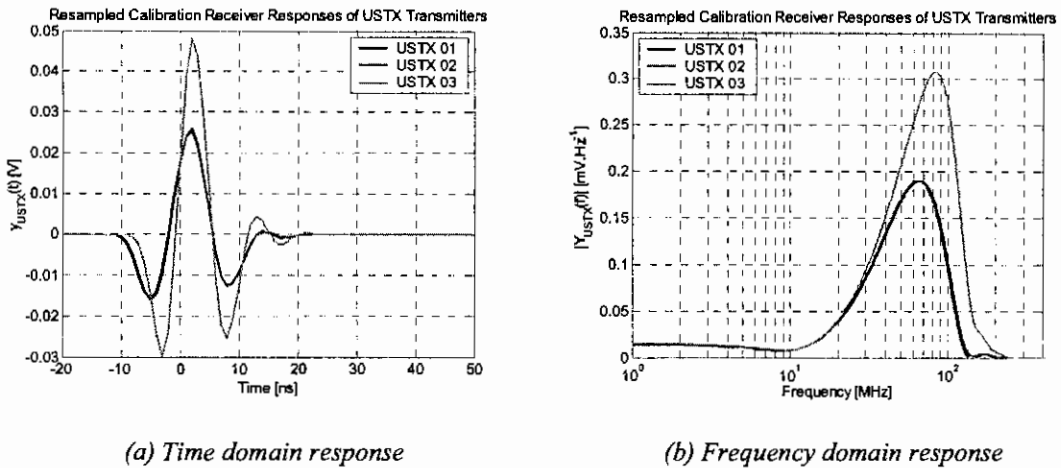 Resampled Calibration Receiver Responses of USTX Transmitters
0.05
0.04
0.03
0.02
0.01
0
-0.01
-0.02
-0.03
Y_USTX(t) [V]
USTX 01
USTX 02
USTX 03
-20 -10 0 10 20 30 40 50
Time [ns]
(a) Time domain response
Resampled Calibration Receiver Responses of USTX Transmitters
0.35
0.3
0.25
0.2
0.15
0.1
0.05
0
|Y_USTX(f)| [mV.Hz⁻¹]
USTX 01
USTX 02
USTX 03
10⁰ 10¹ 10²
Frequency [MHz]
(b) Frequency domain response